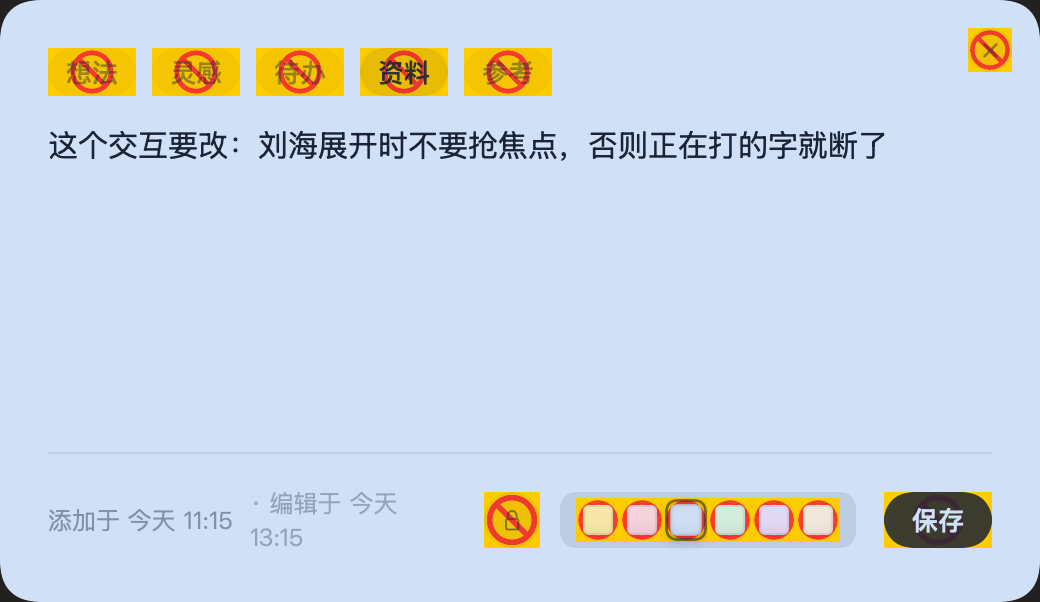 想法 灵感 待办 资料 参考
这个交互要改：刘海展开时不要抢焦点，否则正在打的字就断了
添加于 今天 11:15
· 编辑于 今天
13:15
保存